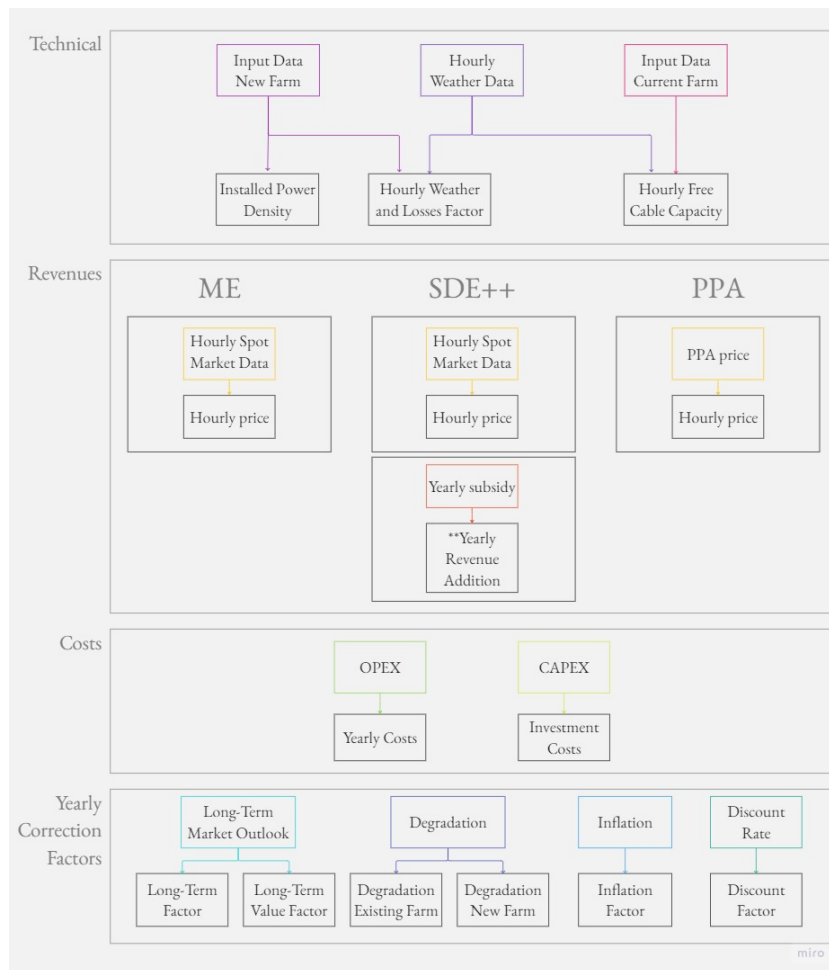 Technical
Input Data
New Farm
Hourly
Weather Data
Input Data
Current Farm
Installed Power
Density
Hourly Weather
and Losses Factor
Hourly Free
Cable Capacity
Revenues
ME
SDE++
PPA
Hourly Spot
Market Data
Hourly Spot
Market Data
PPA price
Hourly price
Hourly price
Hourly price
Yearly subsidy
**Yearly
Revenue
Addition
Costs
OPEX
CAPEX
Yearly Costs
Investment
Costs
Yearly
Correction
Factors
Long-Term
Market Outlook
Degradation
Inflation
Discount
Rate
Long-Term
Factor
Long-Term
Value Factor
Degradation
Existing Farm
Degradation
New Farm
Inflation
Factor
Discount
Factor
miro